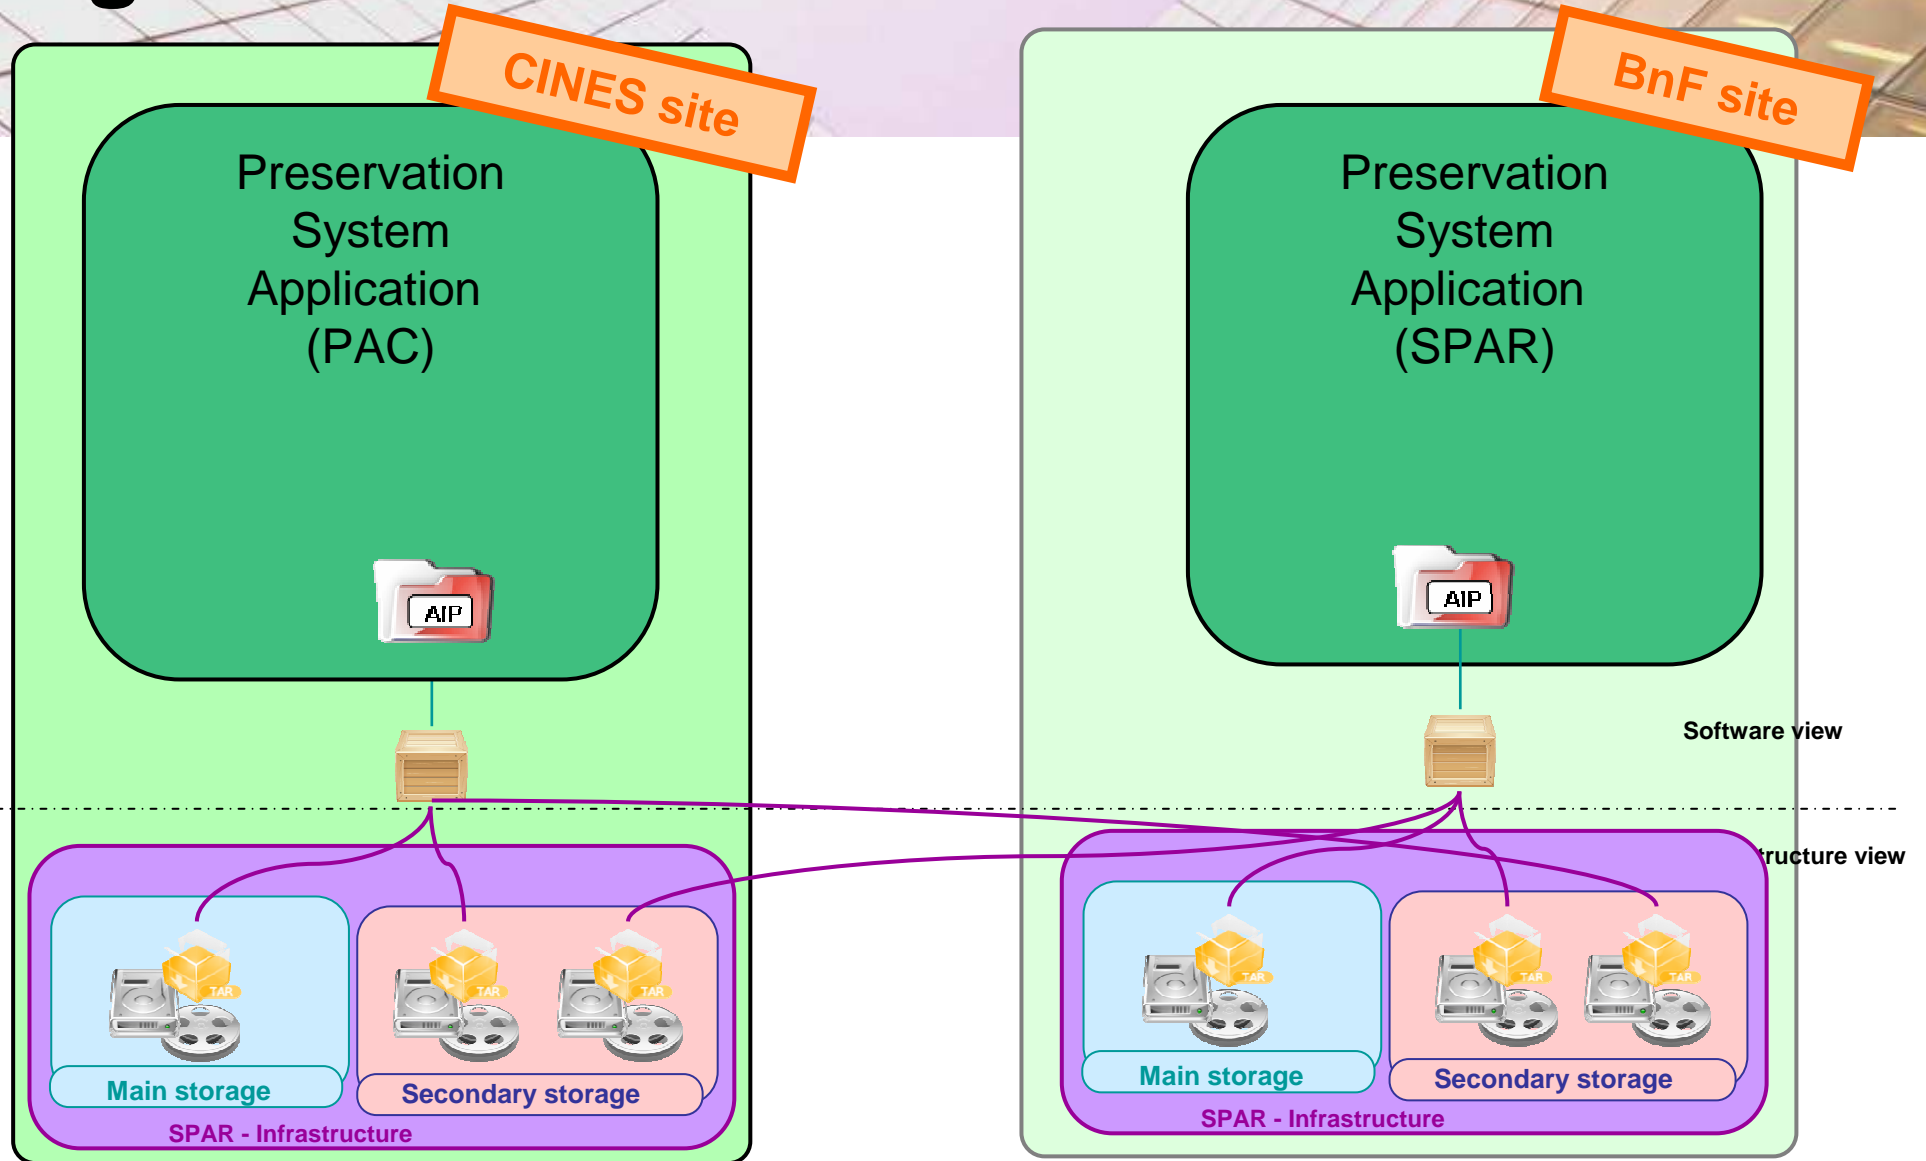 CINES site
BnF site
Preservation
System
Application
(PAC)
Preservation
System
Application
(SPAR)
AIP
AIP
Software view
tructure view
TAR
TAR
TAR
TAR
TAR
TAR
Main storage
Secondary storage
Main storage
Secondary storage
SPAR - Infrastructure
SPAR - Infrastructure